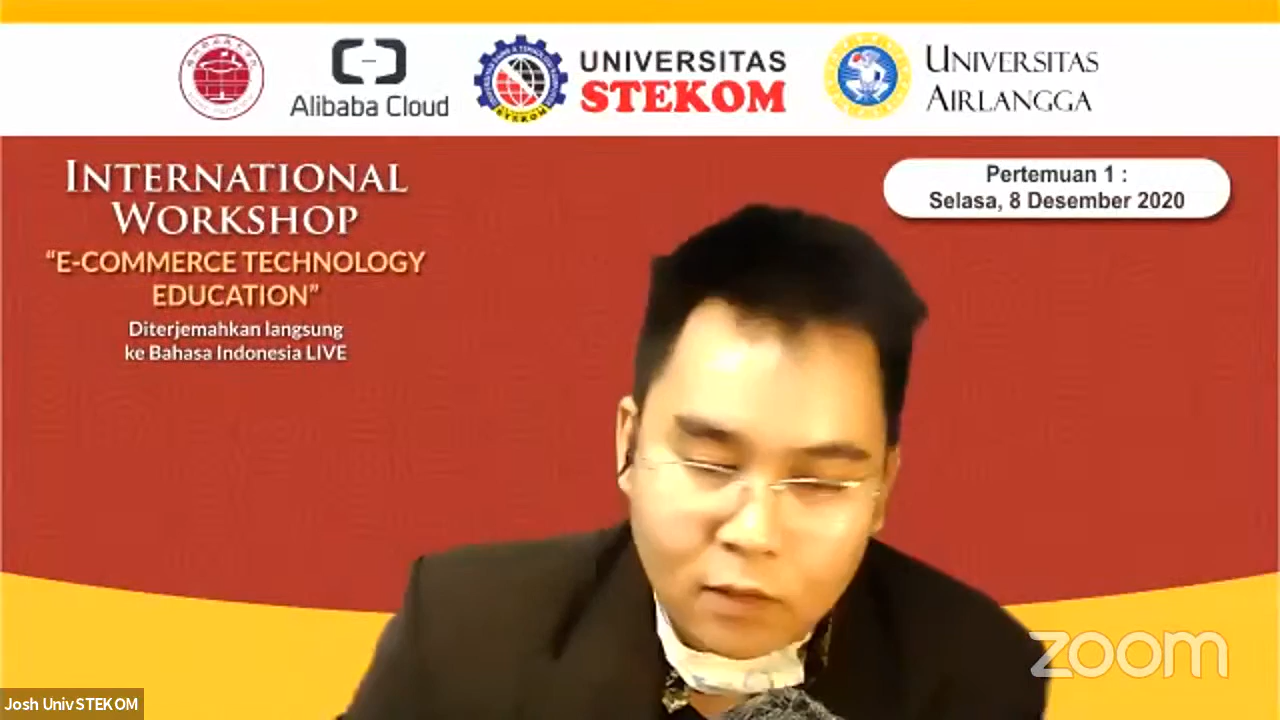 Alibaba Cloud
UNIVERSITAS
STEKOM
STEKOM
UNIVERSITAS
AIRLANGGA
INTERNATIONAL
WORKSHOP
“E-COMMERCE TECHNOLOGY
EDUCATION”
Diterjemahkan langsung
ke Bahasa Indonesia LIVE
Pertemuan 1 :
Selasa, 8 Desember 2020
zoom
Josh UnivSTEKOM